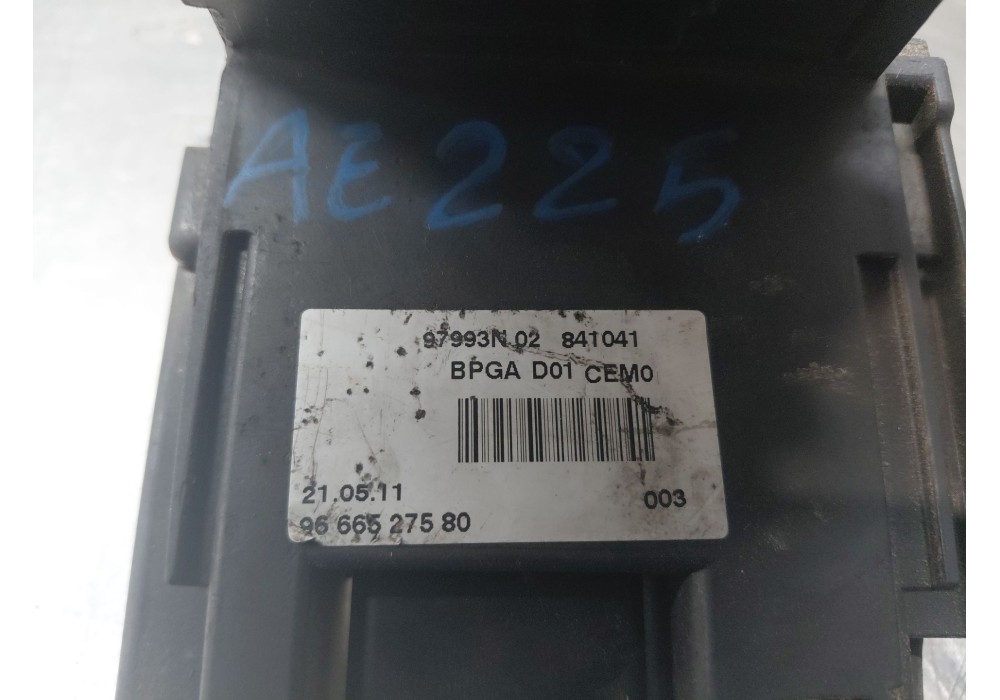 AE225
97993N 02 841041
BPGA D01 CEM0
21.05.11
003
96 665 275 80